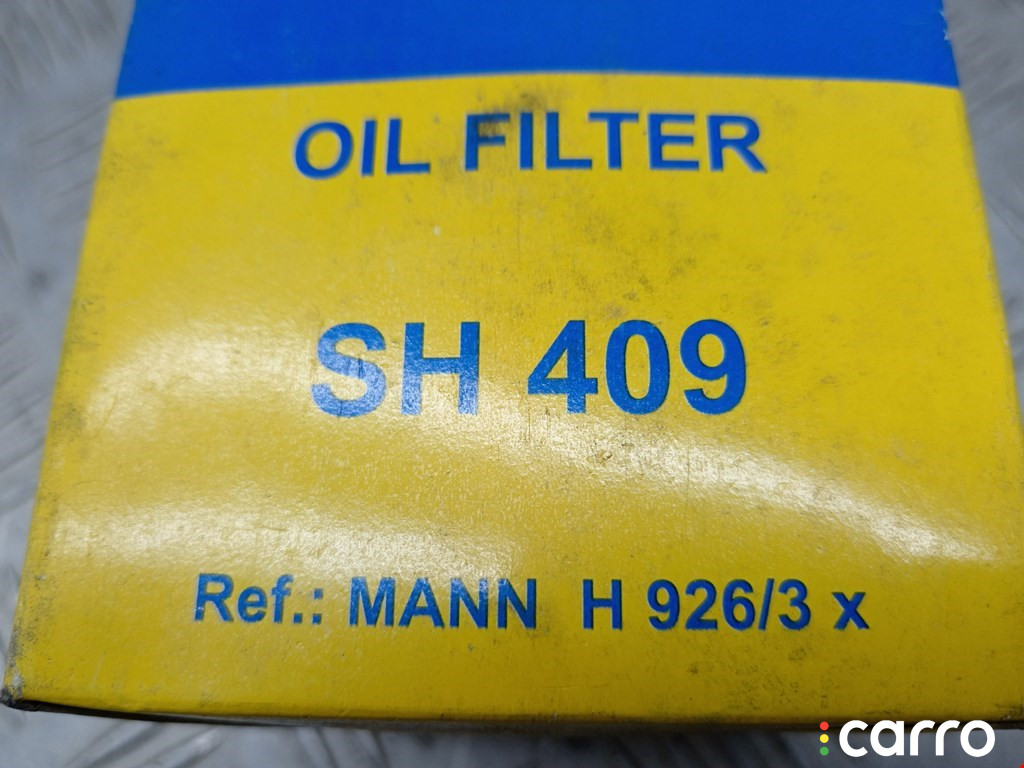 OIL FILTER
SH 409
Ref.: MANN H 926/3 x
carro